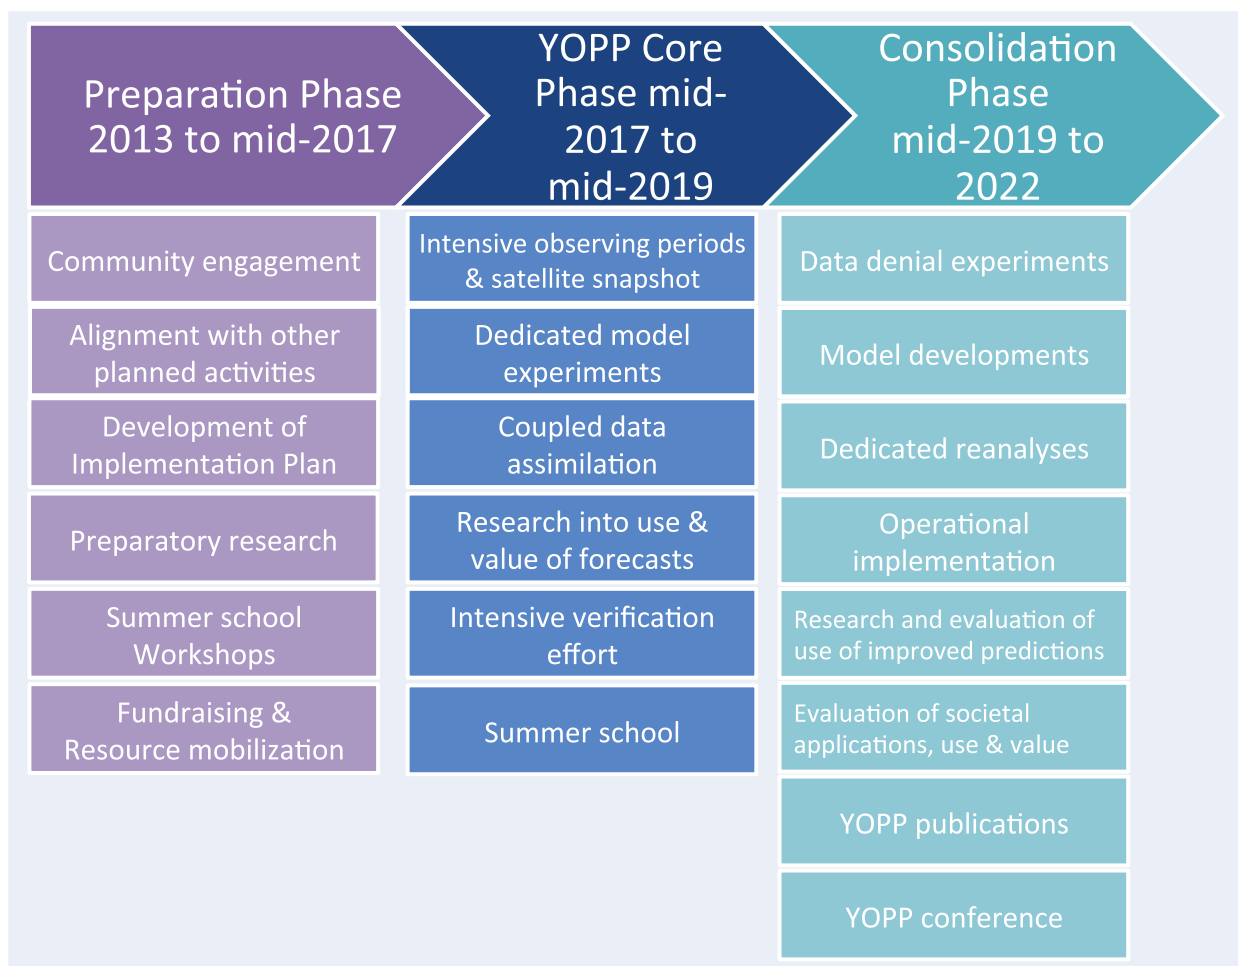 Preparation Phase
2013 to mid-2017
YOPP Core
Phase mid-
2017 to
mid-2019
Consolidation
Phase
mid-2019 to
2022
Community engagement
Alignment with other
planned activities
Development of
Implementation Plan
Preparatory research
Summer school
Workshops
Fundraising &
Resource mobilization
Intensive observing periods
& satellite snapshot
Dedicated model
experiments
Coupled data
assimilation
Research into use &
value of forecasts
Intensive verification
effort
Summer school
Data denial experiments
Model developments
Dedicated reanalyses
Operational
implementation
Research and evaluation of
use of improved predictions
Evaluation of societal
applications, use & value
YOPP publications
YOPP conference